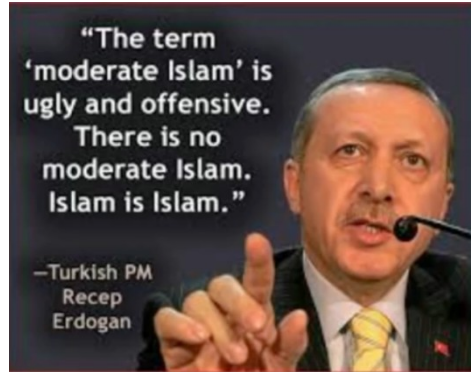 “The term
‘moderate Islam’ is
ugly and offensive.
There is no
moderate Islam.
Islam is Islam.”
—Turkish PM
Recep
Erdogan